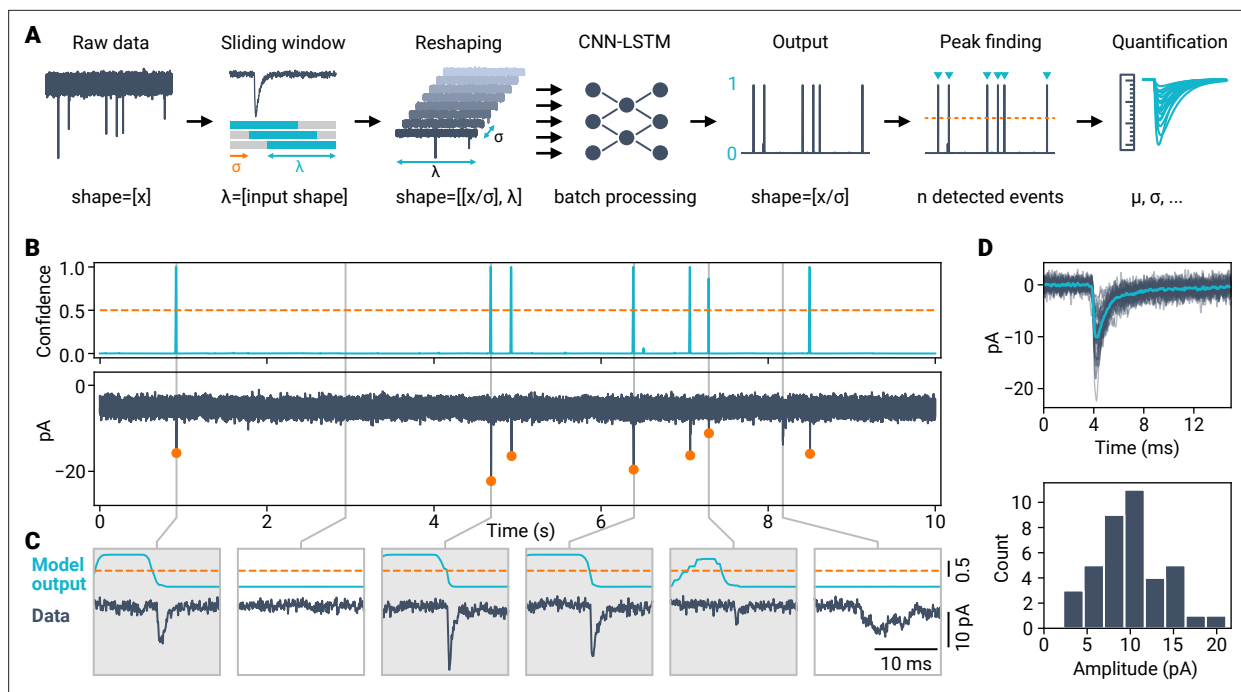 A
Raw data
Sliding window
Reshaping
CNN-LSTM
Output
Peak finding
Quantification
σ
λ
σ
λ
1
0
shape=[x]
λ=[input shape]
shape=[[x/σ], λ]
batch processing
shape=[x/σ]
n detected events
μ, σ, ...
B
Confidence
1.0
0.5
0.0
pA
0
−20
0
2
4
6
8
10
Time (s)
C
Model
output
Data
0.5
10 pA
10 ms
D
pA
0
−10
−20
0
4
8
12
Time (ms)
Count
10
8
6
4
2
0
0
5
10
15
20
Amplitude (pA)